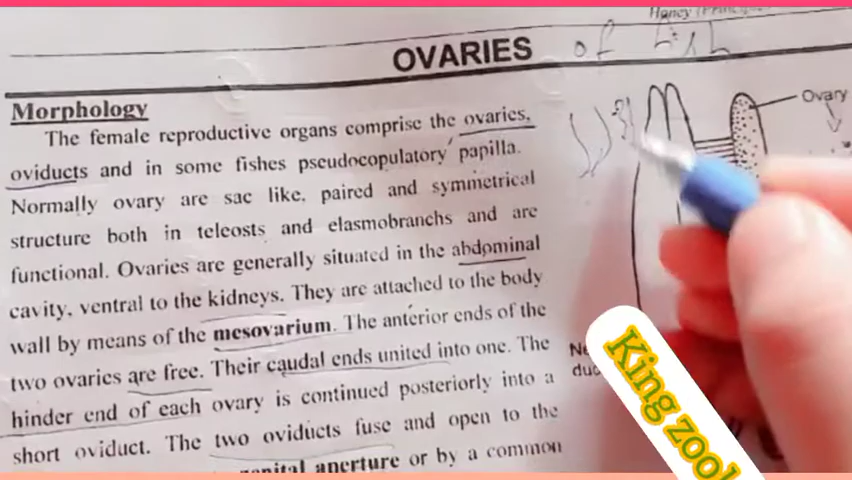 OVARIES of fish
Morphology
The female reproductive organs comprise the ovaries,
oviducts and in some fishes pseudocopulatory papilla.
Normally ovary are sac like, paired and symmetrical
structure both in teleosts and elasmobranchs and are
functional. Ovaries are generally situated in the abdominal
cavity, ventral to the kidneys. They are attached to the body
wall by means of the mesovarium. The anterior ends of the
two ovaries are free. Their caudal ends united into one. The
hinder end of each ovary is continued posteriorly into a
short oviduct. The two oviducts fuse and open to the
genital aperture or by a common
Ovary
King zool